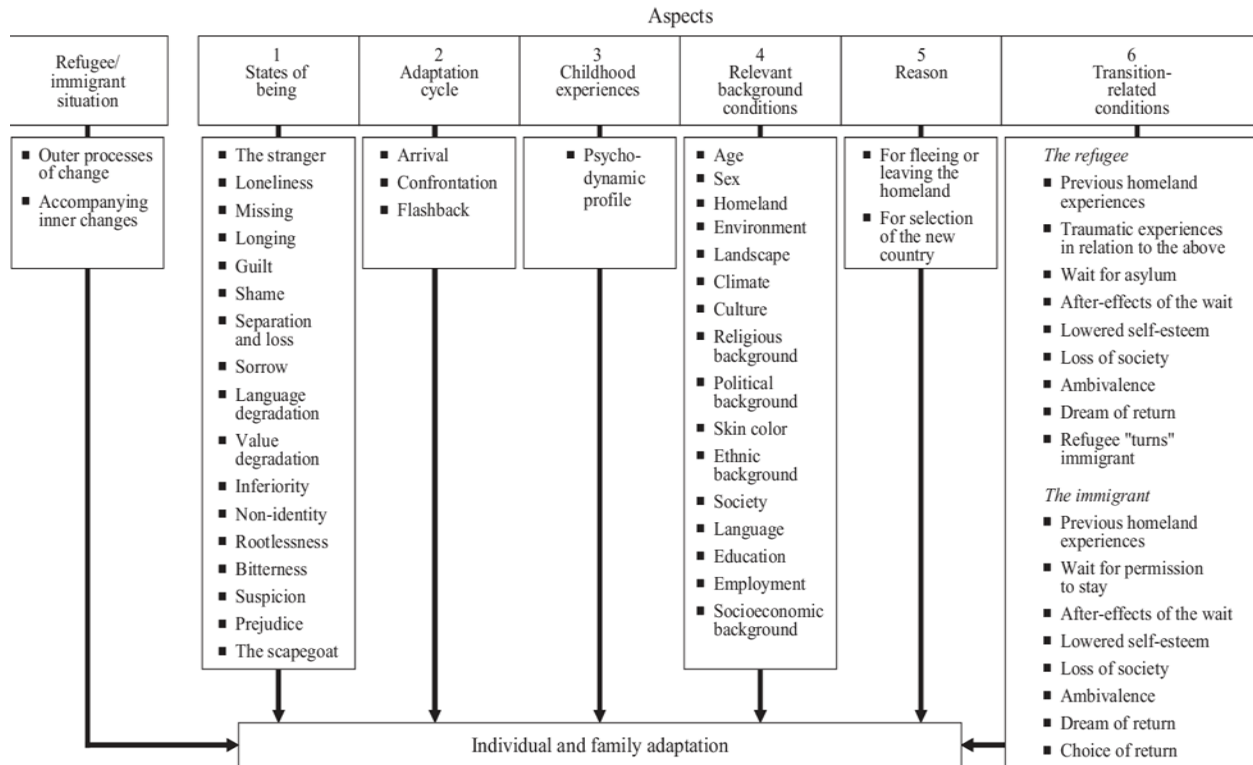 Aspects
Refugee/
immigrant
situation
1
States of
being
2
Adaptation
cycle
3
Childhood
experiences
4
Relevant
background
conditions
5
Reason
6
Transition-
related
conditions
■ Outer processes
of change
■ Accompanying
inner changes
■ The stranger
■ Loneliness
■ Missing
■ Longing
■ Guilt
■ Shame
■ Separation
and loss
■ Sorrow
■ Language
degradation
■ Value
degradation
■ Inferiority
■ Non-identity
■ Rootlessness
■ Bitterness
■ Suspicion
■ Prejudice
■ The scapegoat
■ Arrival
■ Confrontation
■ Flashback
■ Psycho-
dynamic
profile
■ Age
■ Sex
■ Homeland
■ Environment
■ Landscape
■ Climate
■ Culture
■ Religious
background
■ Political
background
■ Skin color
■ Ethnic
background
■ Society
■ Language
■ Education
■ Employment
■ Socioeconomic
background
■ For fleeing or
leaving the
homeland
■ For selection
of the new
country
The refugee
■ Previous homeland
experiences
■ Traumatic experiences
in relation to the above
■ Wait for asylum
■ After-effects of the wait
■ Lowered self-esteem
■ Loss of society
■ Ambivalence
■ Dream of return
■ Refugee "turns"
immigrant
The immigrant
■ Previous homeland
experiences
■ Wait for permission
to stay
■ After-effects of the wait
■ Lowered self-esteem
■ Loss of society
■ Ambivalence
■ Dream of return
■ Choice of return
Individual and family adaptation